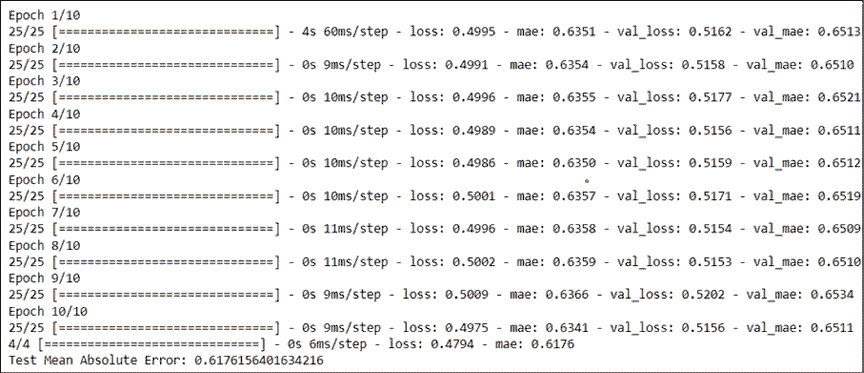 Epoch 1/10
25/25 [==============================] - 4s 60ms/step - loss: 0.4995 - mae: 0.6351 - val_loss: 0.5162 - val_mae: 0.6513
Epoch 2/10
25/25 [==============================] - 0s 9ms/step - loss: 0.4991 - mae: 0.6354 - val_loss: 0.5158 - val_mae: 0.6510
Epoch 3/10
25/25 [==============================] - 0s 10ms/step - loss: 0.4996 - mae: 0.6355 - val_loss: 0.5177 - val_mae: 0.6521
Epoch 4/10
25/25 [==============================] - 0s 10ms/step - loss: 0.4989 - mae: 0.6354 - val_loss: 0.5156 - val_mae: 0.6511
Epoch 5/10
25/25 [==============================] - 0s 10ms/step - loss: 0.4986 - mae: 0.6350 - val_loss: 0.5159 - val_mae: 0.6512
Epoch 6/10
25/25 [==============================] - 0s 10ms/step - loss: 0.5001 - mae: 0.6357 - val_loss: 0.5171 - val_mae: 0.6519
Epoch 7/10
25/25 [==============================] - 0s 11ms/step - loss: 0.4996 - mae: 0.6358 - val_loss: 0.5154 - val_mae: 0.6509
Epoch 8/10
25/25 [==============================] - 0s 11ms/step - loss: 0.5002 - mae: 0.6359 - val_loss: 0.5153 - val_mae: 0.6510
Epoch 9/10
25/25 [==============================] - 0s 9ms/step - loss: 0.5009 - mae: 0.6366 - val_loss: 0.5202 - val_mae: 0.6534
Epoch 10/10
25/25 [==============================] - 0s 9ms/step - loss: 0.4975 - mae: 0.6341 - val_loss: 0.5156 - val_mae: 0.6511
4/4 [==============================] - 0s 6ms/step - loss: 0.4794 - mae: 0.6176
Test Mean Absolute Error: 0.6176156401634216